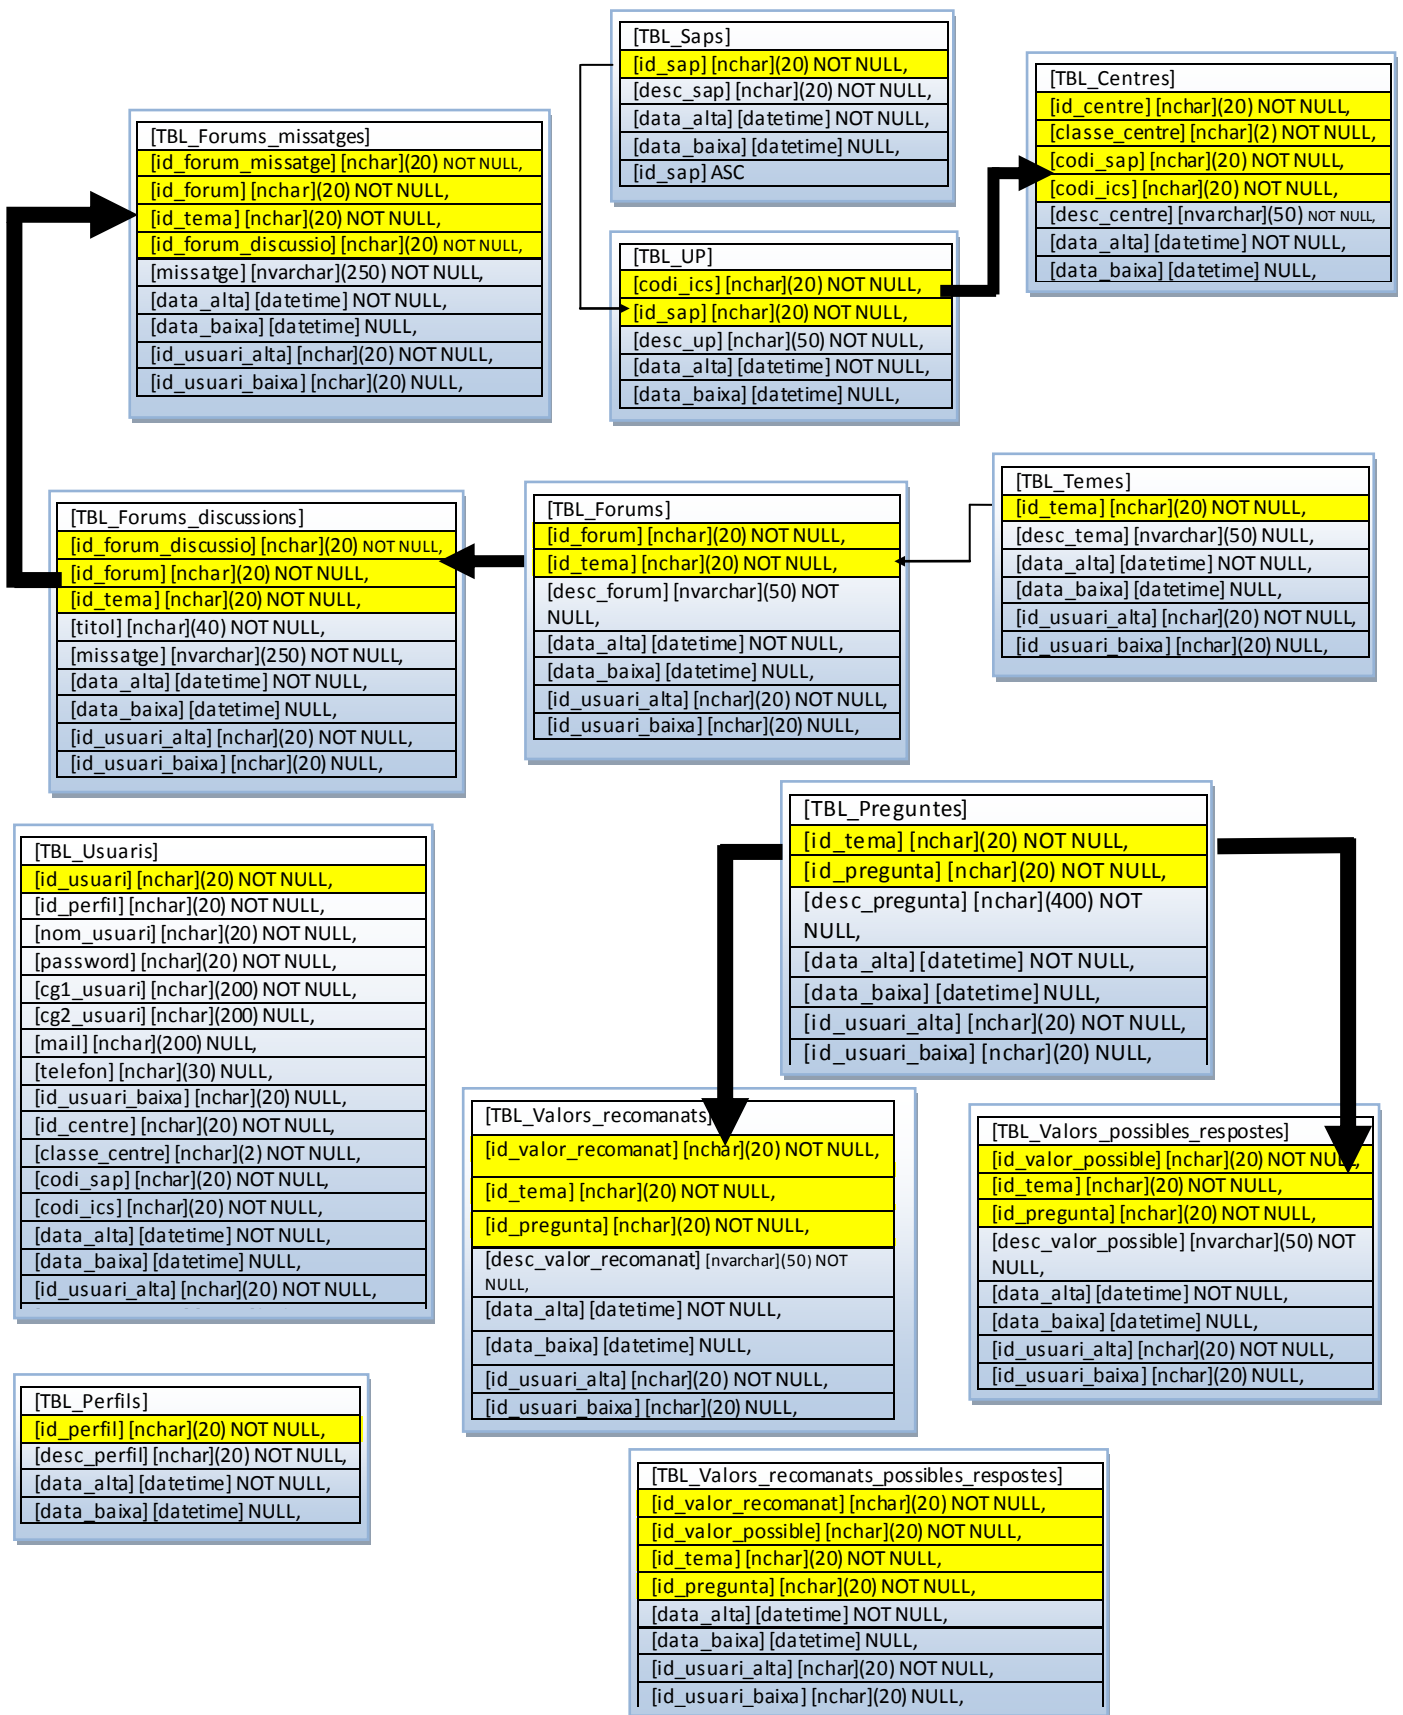 [TBL_Saps]
[id_sap] [nchar](20) NOT NULL,
[desc_sap] [nchar](20) NOT NULL,
[data_alta] [datetime] NOT NULL,
[data_baixa] [datetime] NULL,
[id_sap] ASC
[TBL_Centres]
[id_centre] [nchar](20) NOT NULL,
[classe_centre] [nchar](2) NOT NULL,
[codi_sap] [nchar](20) NOT NULL,
[codi_ics] [nchar](20) NOT NULL,
[desc_centre] [nvarchar](50) NOT NULL,
[data_alta] [datetime] NOT NULL,
[data_baixa] [datetime] NULL,
[TBL_Forums_missatges]
[id_forum_missatge] [nchar](20) NOT NULL,
[id_forum] [nchar](20) NOT NULL,
[id_tema] [nchar](20) NOT NULL,
[id_forum_discussio] [nchar](20) NOT NULL,
[missatge] [nvarchar](250) NOT NULL,
[data_alta] [datetime] NOT NULL,
[data_baixa] [datetime] NULL,
[id_usuari_alta] [nchar](20) NOT NULL,
[id_usuari_baixa] [nchar](20) NULL,
[TBL_UP]
[codi_ics] [nchar](20) NOT NULL,
[id_sap] [nchar](20) NOT NULL,
[desc_up] [nchar](50) NOT NULL,
[data_alta] [datetime] NOT NULL,
[data_baixa] [datetime] NULL,
[TBL_Forums_discussions]
[id_forum_discussio] [nchar](20) NOT NULL,
[id_forum] [nchar](20) NOT NULL,
[id_tema] [nchar](20) NOT NULL,
[titol] [nchar](40) NOT NULL,
[missatge] [nvarchar](250) NOT NULL,
[data_alta] [datetime] NOT NULL,
[data_baixa] [datetime] NULL,
[id_usuari_alta] [nchar](20) NOT NULL,
[id_usuari_baixa] [nchar](20) NULL,
[TBL_Forums]
[id_forum] [nchar](20) NOT NULL,
[id_tema] [nchar](20) NOT NULL,
[desc_forum] [nvarchar](50) NOT
NULL,
[data_alta] [datetime] NOT NULL,
[data_baixa] [datetime] NULL,
[id_usuari_alta] [nchar](20) NOT NULL,
[id_usuari_baixa] [nchar](20) NULL,
[TBL_Temes]
[id_tema] [nchar](20) NOT NULL,
[desc_tema] [nvarchar](50) NULL,
[data_alta] [datetime] NOT NULL,
[data_baixa] [datetime] NULL,
[id_usuari_alta] [nchar](20) NOT NULL,
[id_usuari_baixa] [nchar](20) NULL,
[TBL_Preguntes]
[id_tema] [nchar](20) NOT NULL,
[id_pregunta] [nchar](20) NOT NULL,
[desc_pregunta] [nchar](400) NOT
NULL,
[data_alta] [datetime] NOT NULL,
[data_baixa] [datetime] NULL,
[id_usuari_alta] [nchar](20) NOT NULL,
[id_usuari_baixa] [nchar](20) NULL,
[TBL_Usuaris]
[id_usuari] [nchar](20) NOT NULL,
[id_perfil] [nchar](20) NOT NULL,
[nom_usuari] [nchar](20) NOT NULL,
[password] [nchar](20) NOT NULL,
[cg1_usuari] [nchar](200) NOT NULL,
[cg2_usuari] [nchar](200) NULL,
[mail] [nchar](200) NULL,
[telefon] [nchar](30) NULL,
[id_usuari_baixa] [nchar](20) NULL,
[id_centre] [nchar](20) NOT NULL,
[classe_centre] [nchar](2) NOT NULL,
[codi_sap] [nchar](20) NOT NULL,
[codi_ics] [nchar](20) NOT NULL,
[data_alta] [datetime] NOT NULL,
[data_baixa] [datetime] NULL,
[id_usuari_alta] [nchar](20) NOT NULL,
[TBL_Valors_recomanats]
[id_valor_recomanat] [nchar](20) NOT NULL,
[id_tema] [nchar](20) NOT NULL,
[id_pregunta] [nchar](20) NOT NULL,
[desc_valor_recomanat] [nvarchar](50) NOT
NULL,
[data_alta] [datetime] NOT NULL,
[data_baixa] [datetime] NULL,
[id_usuari_alta] [nchar](20) NOT NULL,
[id_usuari_baixa] [nchar](20) NULL,
[TBL_Valors_possibles_respostes]
[id_valor_possible] [nchar](20) NOT NULL,
[id_tema] [nchar](20) NOT NULL,
[id_pregunta] [nchar](20) NOT NULL,
[desc_valor_possible] [nvarchar](50) NOT
NULL,
[data_alta] [datetime] NOT NULL,
[data_baixa] [datetime] NULL,
[id_usuari_alta] [nchar](20) NOT NULL,
[id_usuari_baixa] [nchar](20) NULL,
[TBL_Perfils]
[id_perfil] [nchar](20) NOT NULL,
[desc_perfil] [nchar](20) NOT NULL,
[data_alta] [datetime] NOT NULL,
[data_baixa] [datetime] NULL,
[TBL_Valors_recomanats_possibles_respostes]
[id_valor_recomanat] [nchar](20) NOT NULL,
[id_valor_possible] [nchar](20) NOT NULL,
[id_tema] [nchar](20) NOT NULL,
[id_pregunta] [nchar](20) NOT NULL,
[data_alta] [datetime] NOT NULL,
[data_baixa] [datetime] NULL,
[id_usuari_alta] [nchar](20) NOT NULL,
[id_usuari_baixa] [nchar](20) NULL,